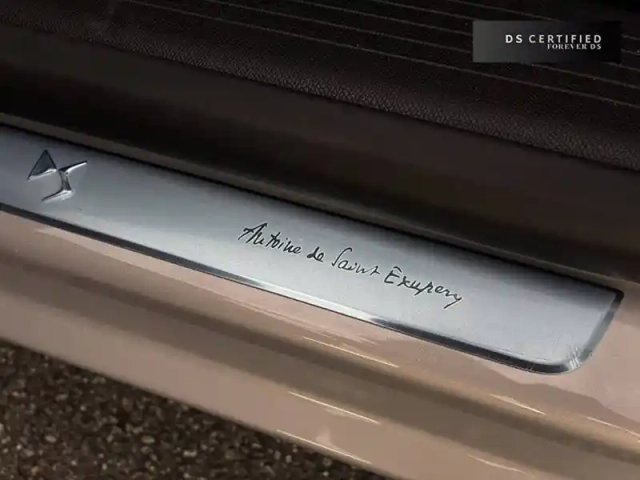 DS CERTIFIED
FOREVER DS
Antoine de Saint Exupery